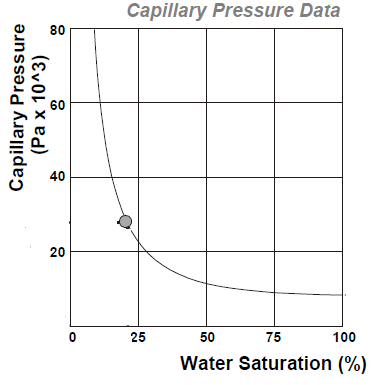 Capillary Pressure Data
Capillary Pressure
(Pa x 10^3)
80
60
40
20
0 25 50 75 100
Water Saturation (%)